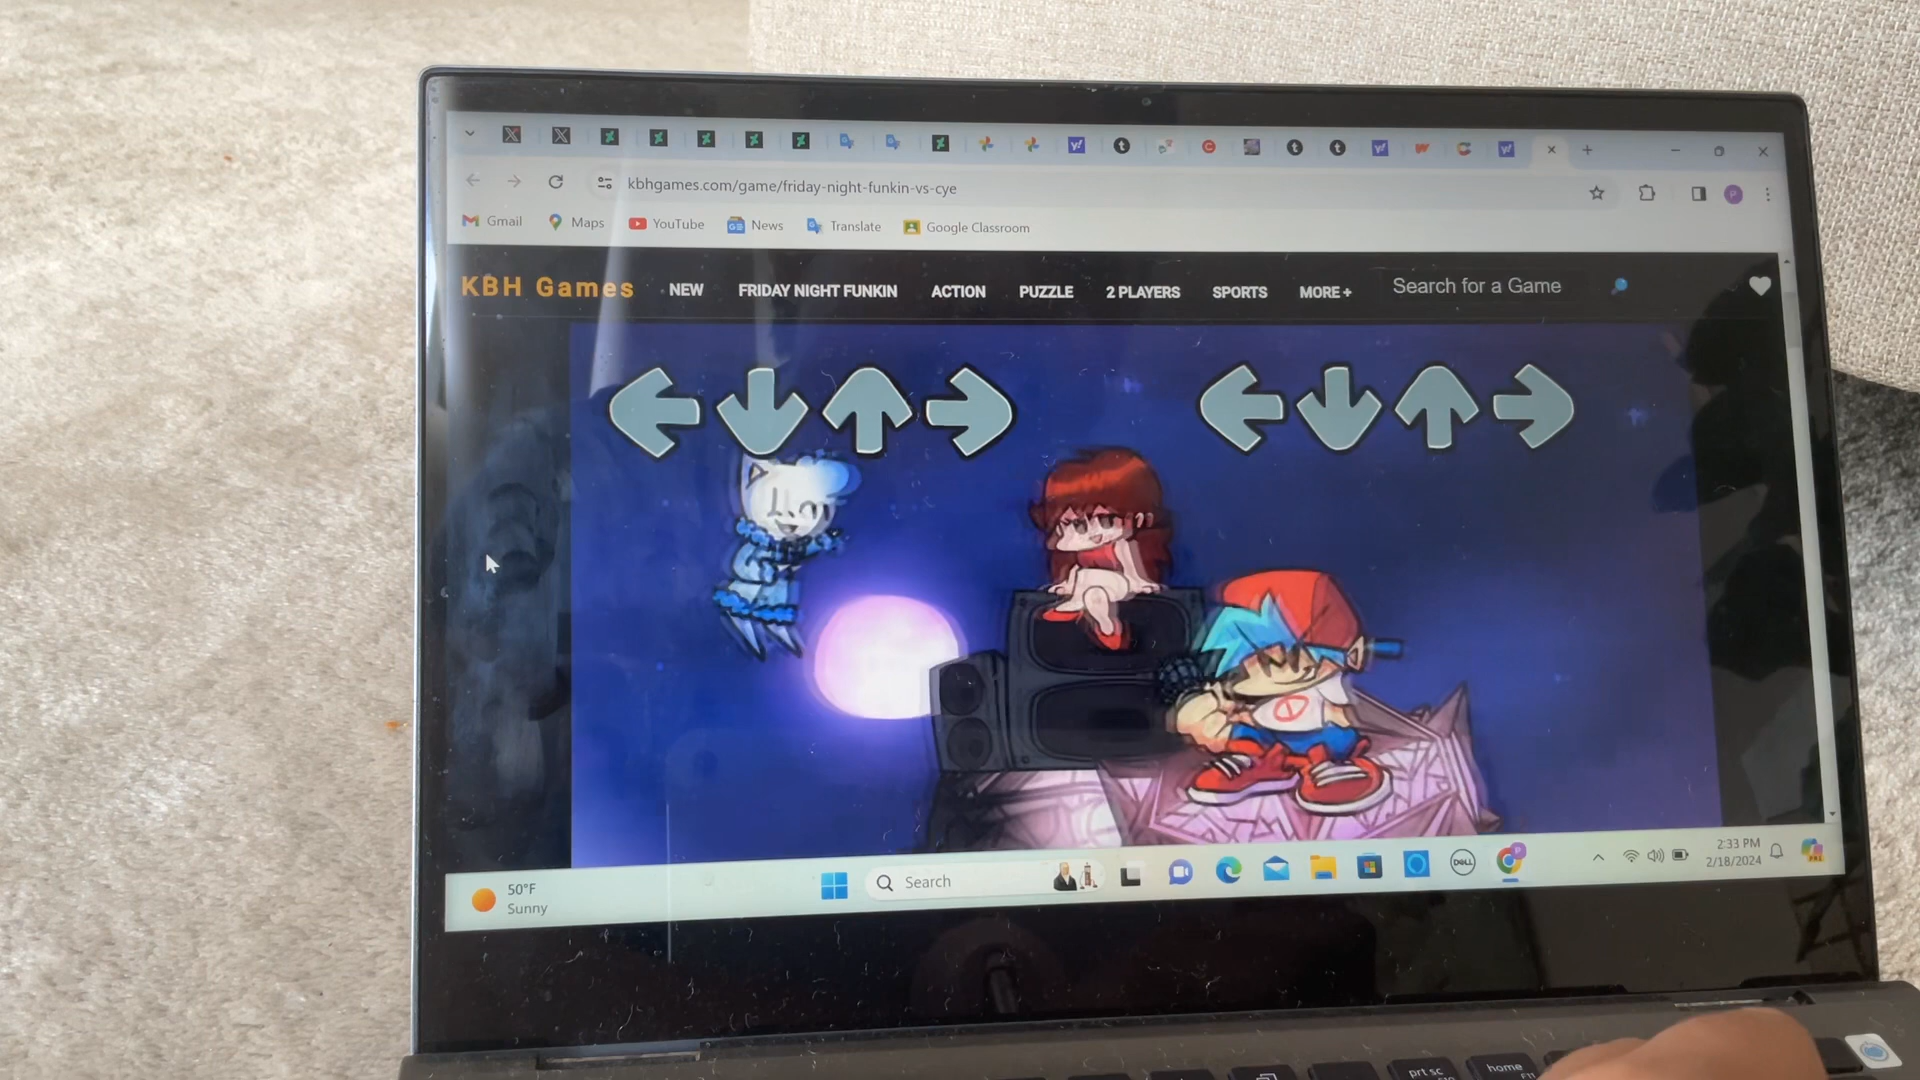 kbhgames.com/game/friday-night-funkin-vs-cye
Gmail Maps YouTube News Translate Google Classroom
KBH Games NEW FRIDAY NIGHT FUNKIN ACTION PUZZLE 2 PLAYERS SPORTS MORE + Search for a Game
50°F
Sunny
Search
DELL
2:33 PM
2/18/2024
prt sc
home
F11